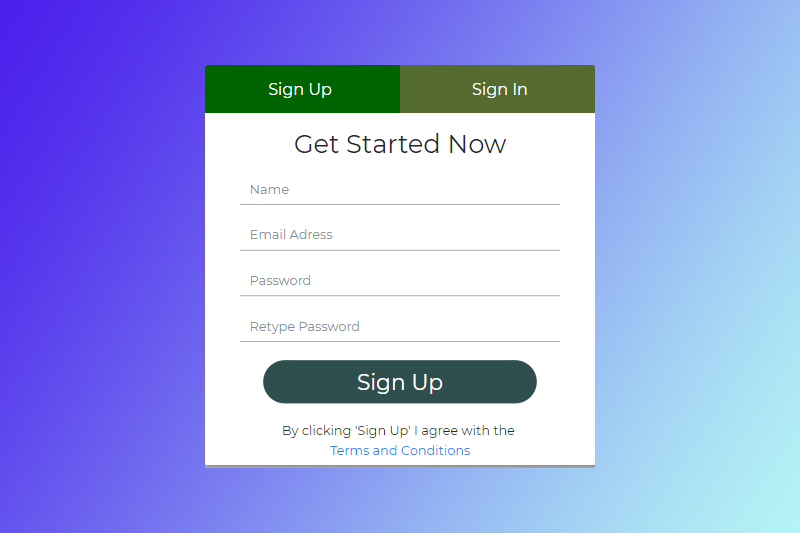 Sign Up
Sign In
Get Started Now
Name
Email Adress
Password
Retype Password
Sign Up
By clicking 'Sign Up' I agree with the
Terms and Conditions